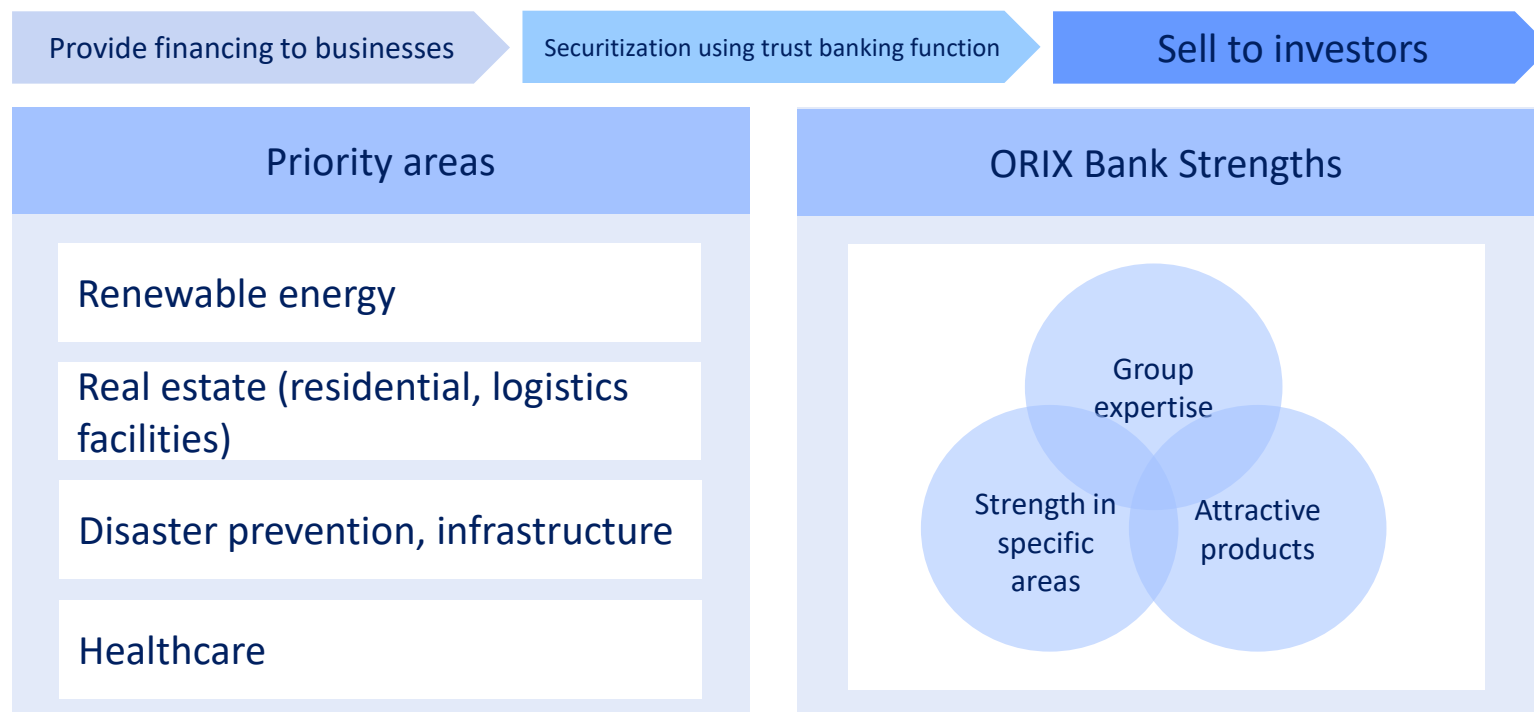 Provide financing to businesses
Securitization using trust banking function
Sell to investors
Priority areas
Renewable energy
Real estate (residential, logistics
facilities)
Disaster prevention, infrastructure
Healthcare
ORIX Bank Strengths
Group
expertise
Strength in
specific
areas
Attractive
products